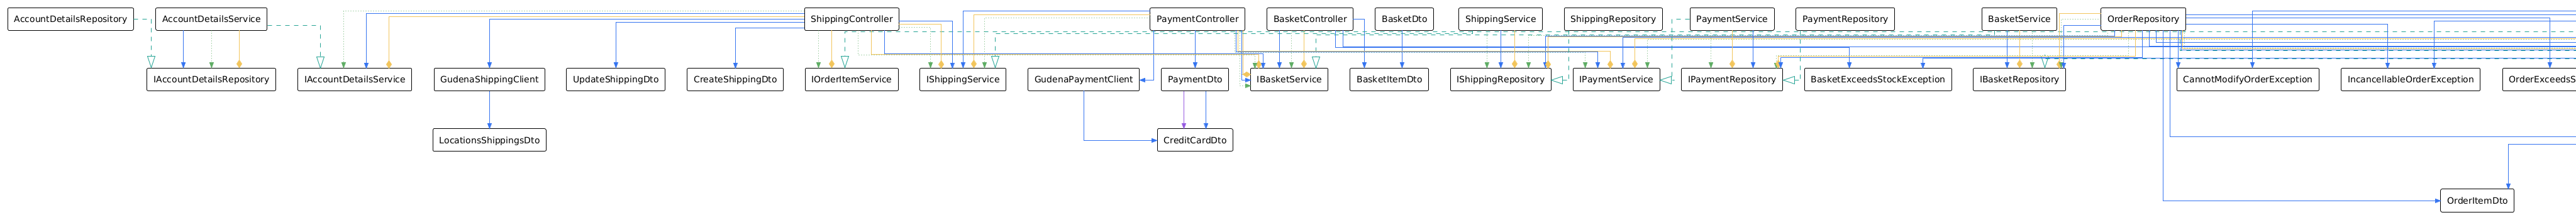 AccountDetailsRepository
AccountDetailsService
ShippingController
PaymentController
BasketController
BasketDto
ShippingService
ShippingRepository
PaymentService
PaymentRepository
BasketService
OrderRepository
IAccountDetailsRepository
IAccountDetailsService
GudenaShippingClient
UpdateShippingDto
CreateShippingDto
IOrderItemService
IShippingService
GudenaPaymentClient
PaymentDto
IBasketService
BasketItemDto
IShippingRepository
IPaymentService
IPaymentRepository
BasketExceedsStockException
IBasketRepository
CannotModifyOrderException
IncancellableOrderException
OrderExceedsS
LocationsShippingsDto
CreditCardDto
OrderItemDto